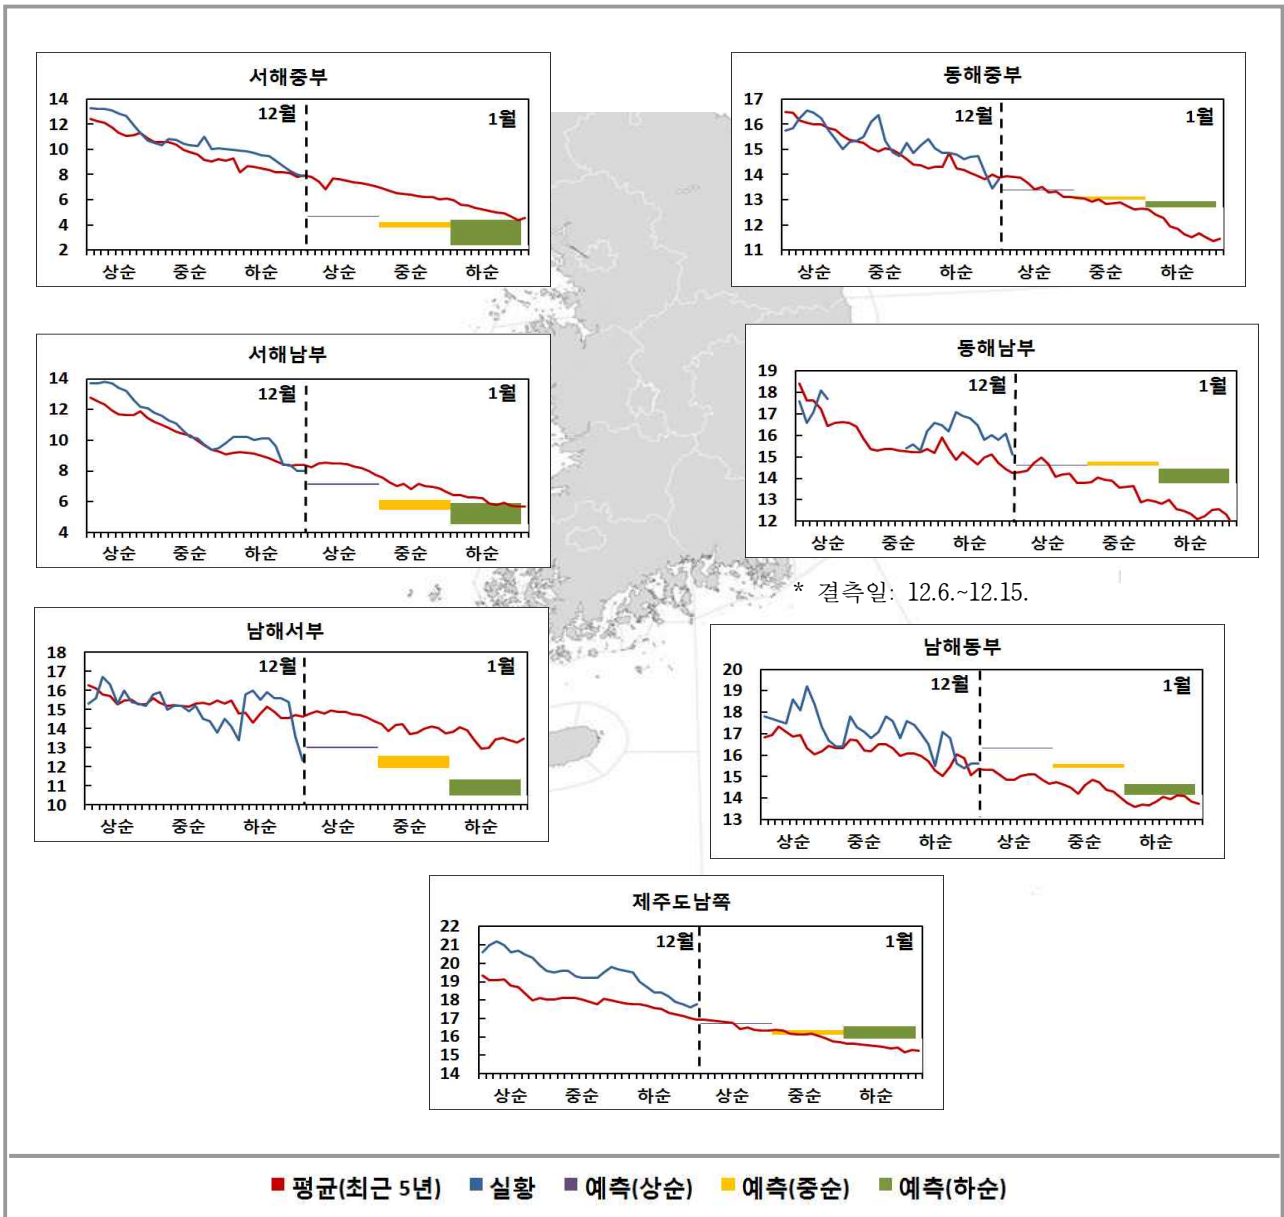 서해중부
12월
1월
14
12
10
8
6
4
2
상순 중순 하순 상순 중순 하순
동해중부
12월
1월
17
16
15
14
13
12
11
상순 중순 하순 상순 중순 하순
서해남부
12월
1월
14
12
10
8
6
4
상순 중순 하순 상순 중순 하순
동해남부
12월
1월
19
18
17
16
15
14
13
12
상순 중순 하순 상순 중순 하순
* 결측일: 12.6.~12.15.
남해서부
12월
1월
18
17
16
15
14
13
12
11
10
상순 중순 하순 상순 중순 하순
남해동부
12월
1월
20
19
18
17
16
15
14
13
상순 중순 하순 상순 중순 하순
제주도남쪽
12월
1월
22
21
20
19
18
17
16
15
14
상순 중순 하순 상순 중순 하순
평균(최근 5년) 실황 예측(상순) 예측(중순) 예측(하순)